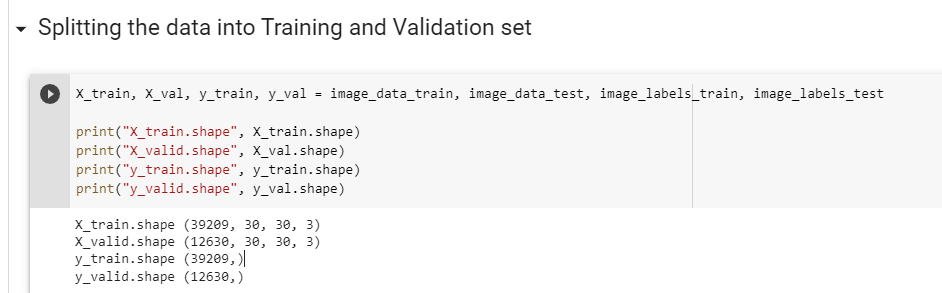 Splitting the data into Training and Validation set
X_train, X_val, y_train, y_val = image_data_train, image_data_test, image_labels_train, image_labels_test
print("X_train.shape", X_train.shape)
print("X_valid.shape", X_val.shape)
print("y_train.shape", y_train.shape)
print("y_valid.shape", y_val.shape)
X_train.shape (39209, 30, 30, 3)
X_valid.shape (12630, 30, 30, 3)
y_train.shape (39209,)
y_valid.shape (12630,)